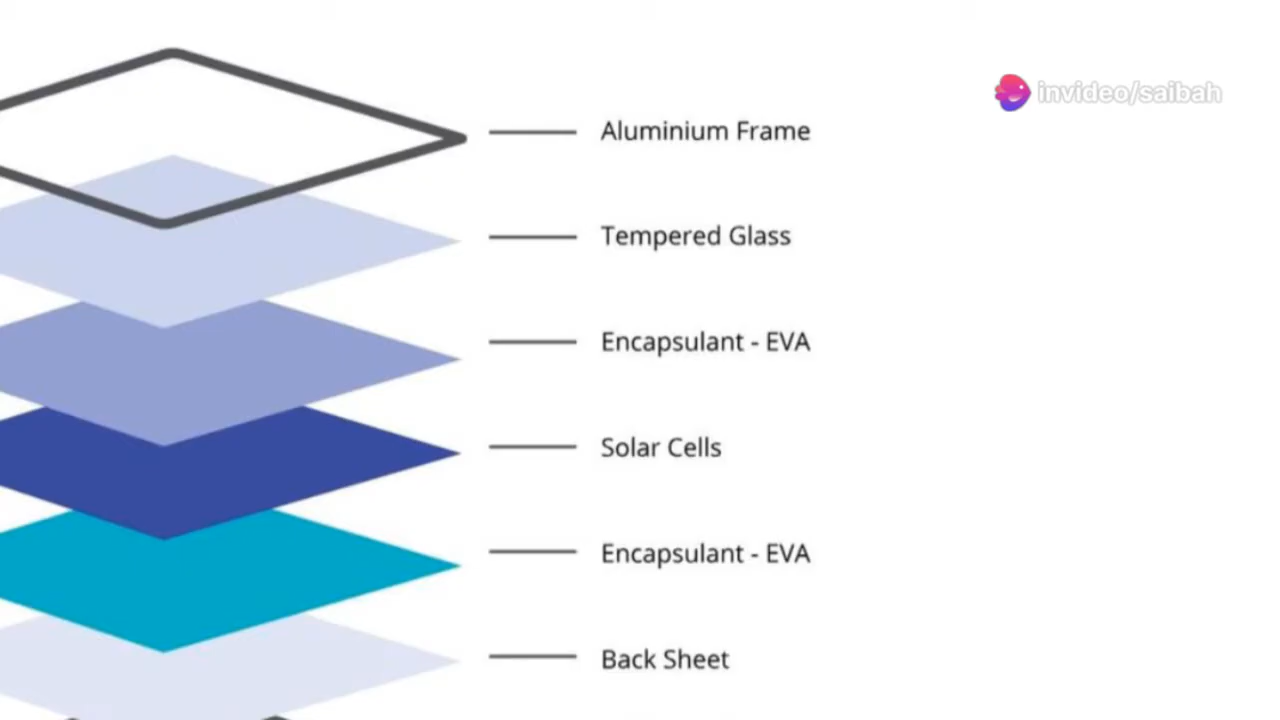 invideo/saibah
Aluminium Frame
Tempered Glass
Encapsulant - EVA
Solar Cells
Encapsulant - EVA
Back Sheet